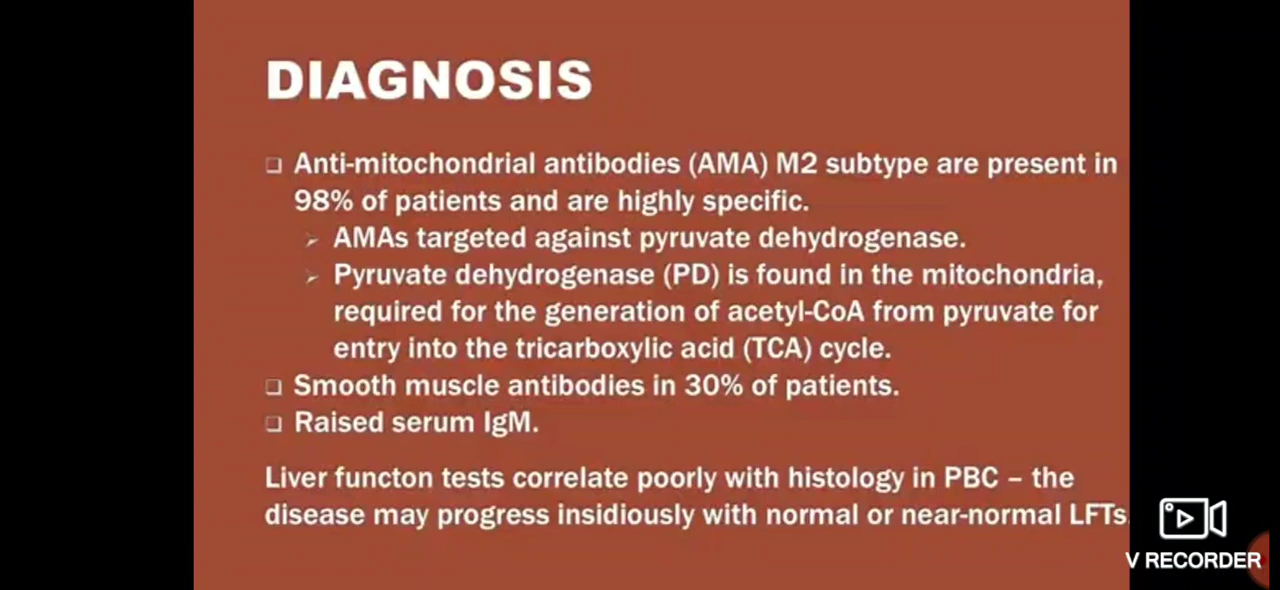 DIAGNOSIS
❑ Anti-mitochondrial antibodies (AMA) M2 subtype are present in
98% of patients and are highly specific.
➢ AMAs targeted against pyruvate dehydrogenase.
➢ Pyruvate dehydrogenase (PD) is found in the mitochondria,
required for the generation of acetyl-CoA from pyruvate for
entry into the tricarboxylic acid (TCA) cycle.
❑ Smooth muscle antibodies in 30% of patients.
❑ Raised serum IgM.
Liver functon tests correlate poorly with histology in PBC – the
disease may progress insidiously with normal or near-normal LFTs.
V RECORDER